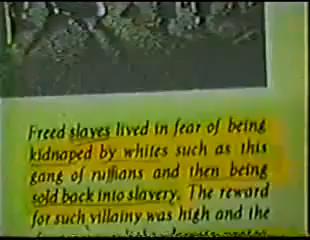 Freed slaves lived in fear of being
kidnaped by whites such as this
gang of ruffians and then being
sold back into slavery. The reward
for such villainy was high and the